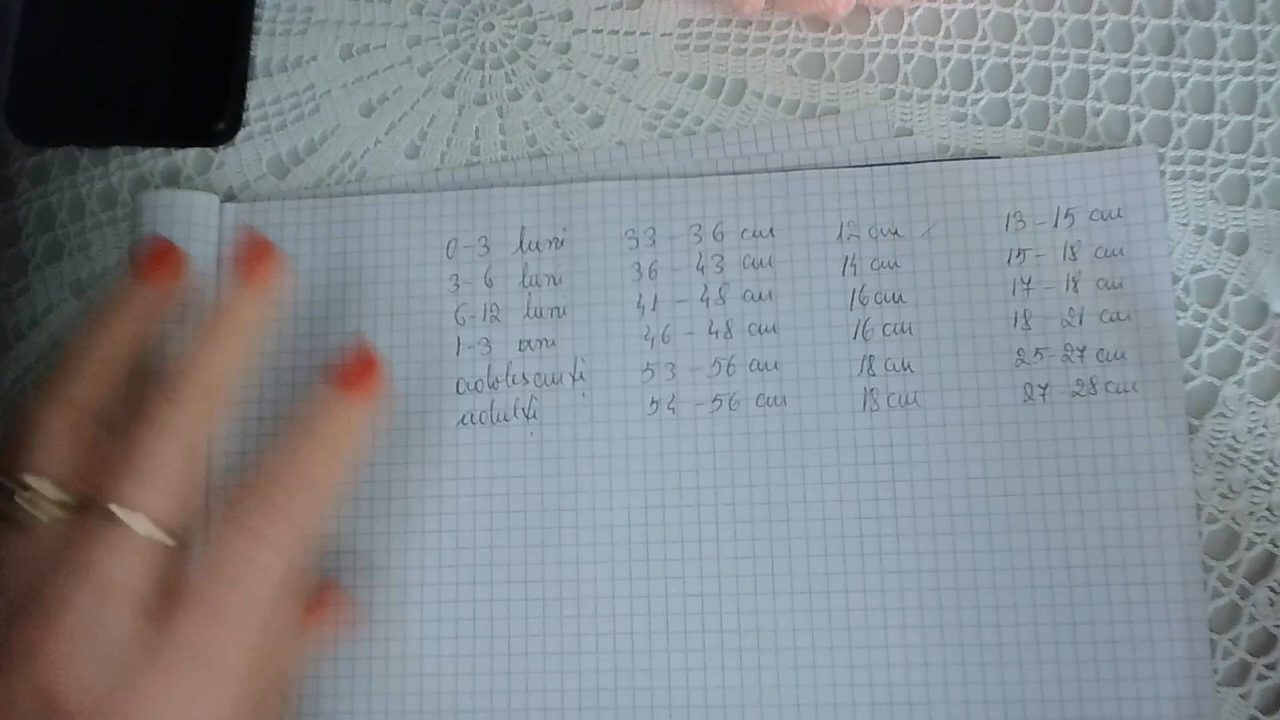 0-3 luni 33-36 cm 12 cm 13-15 cm
3-6 luni 36-43 cm 14 cm 15-18 cm
6-12 luni 41-48 cm 16 cm 17-18 cm
1-3 ani 46-48 cm 16 cm 18-21 cm
adolescenți 53-56 cm 18 cm 25-27 cm
adulți 54-56 cm 18 cm 27-28 cm